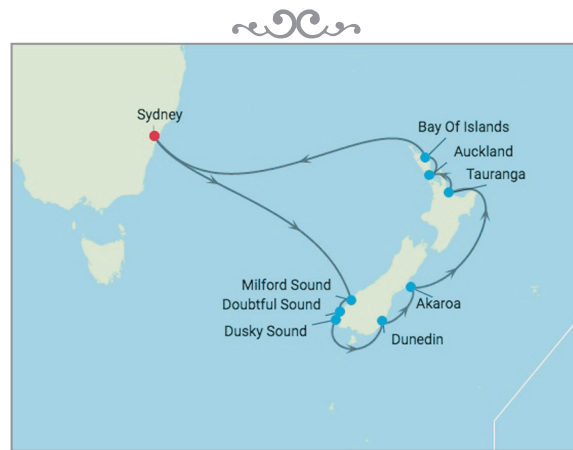 Sydney
Bay Of Islands
Auckland
Tauranga
Milford Sound
Doubtful Sound
Akaroa
Dusky Sound
Dunedin